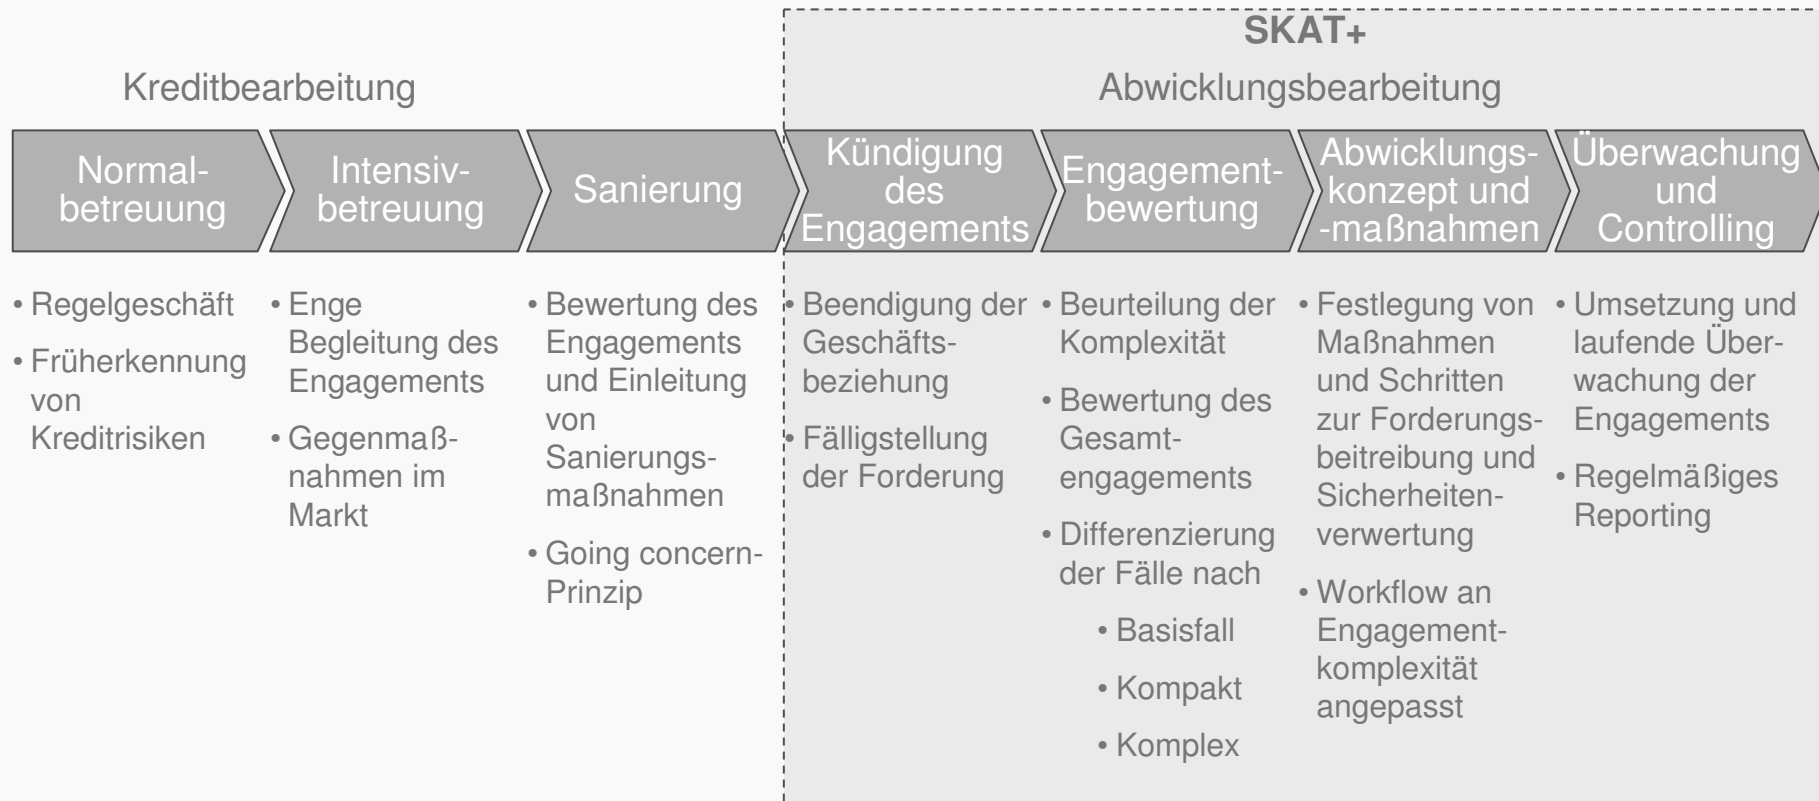 SKAT+
Kreditbearbeitung
Abwicklungsbearbeitung
Normal-
betreuung
Intensiv-
betreuung
Sanierung
Kündigung
des
Engagements
Engagement-
bewertung
Abwicklungs-
konzept und
-maßnahmen
Überwachung
und
Controlling
• Regelgeschäft
• Früherkennung
von
Kreditrisiken
• Enge
Begleitung des
Engagements
• Gegenmaß-
nahmen im
Markt
• Bewertung des
Engagements
und Einleitung
von
Sanierungs-
maßnahmen
• Going concern-
Prinzip
• Beendigung der
Geschäfts-
beziehung
• Fälligstellung
der Forderung
• Beurteilung der
Komplexität
• Bewertung des
Gesamt-
engagements
• Differenzierung
der Fälle nach
• Basisfall
• Kompakt
• Komplex
• Festlegung von
Maßnahmen
und Schritten
zur Forderungs-
beitreibung und
Sicherheiten-
verwertung
• Workflow an
Engagement-
komplexität
angepasst
• Umsetzung und
laufende Über-
wachung der
Engagements
• Regelmäßiges
Reporting